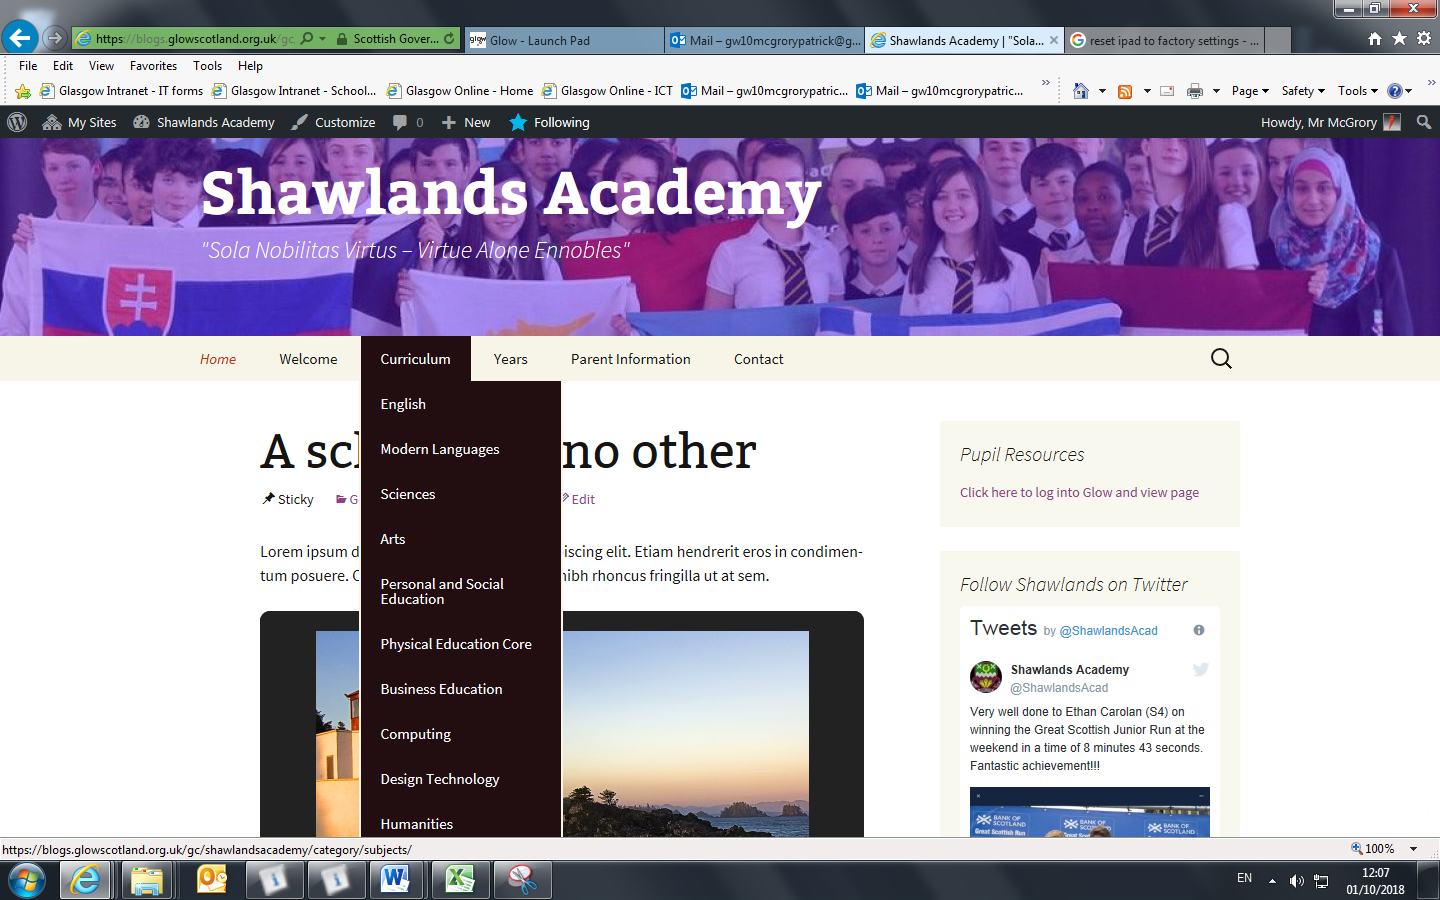 https://blogs.glowscotland.org.uk/gc
Scottish Gover...
Glow - Launch Pad
Mail – gw10mcgrorypatrick@g...
Shawlands Academy | "Sola...
reset ipad to factory settings - ...
File Edit View Favorites Tools Help
Glasgow Intranet - IT forms
Glasgow Intranet - School...
Glasgow Online - Home
Glasgow Online - ICT
Mail – gw10mcgrorypatric...
Mail – gw10mcgrorypatric...
Page Safety Tools
My Sites Shawlands Academy Customize 0 New Following
Howdy, Mr McGrory
Shawlands Academy
"Sola Nobilitas Virtus – Virtue Alone Ennobles"
Home Welcome Curriculum Years Parent Information Contact
English
Modern Languages
Sciences
Arts
Personal and Social
Education
Physical Education Core
Business Education
Computing
Design Technology
Humanities
A sc no other
Sticky G Edit
Lorem ipsum d iscing elit. Etiam hendrerit eros in condimen-
tum posuere. C nibh rhoncus fringilla ut at sem.
Pupil Resources
Click here to log into Glow and view page
Follow Shawlands on Twitter
Tweets by @ShawlandsAcad
Shawlands Academy
@ShawlandsAcad
Very well done to Ethan Carolan (S4) on
winning the Great Scottish Junior Run at the
weekend in a time of 8 minutes 43 seconds.
Fantastic achievement!!!
BANK OF
SCOTLAND
Great Scottish Run
BANK OF
SCOTLAND
BANK OF
SCOTLAND
https://blogs.glowscotland.org.uk/gc/shawlandsacademy/category/subjects/
100%
EN
12:07
01/10/2018